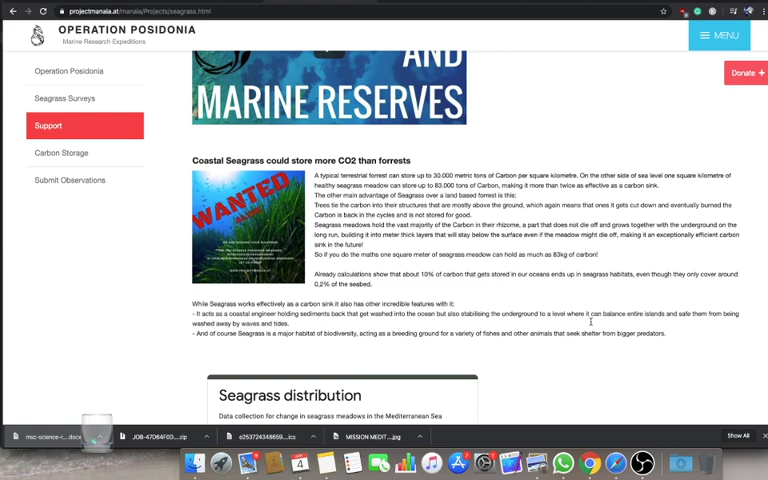 projectmanaia.at/manaia/Projects/seagrass.html
OPERATION POSIDONIA
Marine Research Expeditions
MENU
Donate +
Operation Posidonia
Seagrass Surveys
Support
Carbon Storage
Submit Observations
AND
MARINE RESERVES
Coastal Seagrass could store more CO2 than forrests
WANTED
A typical terrestrial forrest can store up to 30.000 metric tons of Carbon per square kilometre. On the other side of sea level one square kilometre of
healthy seagrass meadow can store up to 83.000 tons of Carbon, making it more than twice as effective as a carbon sink.
The other main advantage of Seagrass over a land based forrest is this:
Trees tie the carbon into their structures that are mostly above the ground, which again means that ones it gets cut down and eventually burned the
Carbon is back in the cycles and is not stored for good.
Seagrass meadows hold the vast majority of the Carbon in their rhizome, a part that does not die off and grows together with the underground on the
long run, building it into meter thick layers that will stay below the surface even if the meadow might die off, making it an exceptionally efficient carbon
sink in the future!
So if you do the maths one square meter of seagrass meadow can hold as much as 83kg of carbon!
Already calculations show that about 10% of carbon that gets stored in our oceans ends up in seagrass habitats, even though they only cover around
0,2% of the seabed.
While Seagrass works effectively as a carbon sink it also has other incredible features with it:
- It acts as a coastal engineer holding sediments back that get washed into the ocean but also stabilising the underground to a level where it can balance entire islands and safe them from being
washed away by waves and tides.
- And of course Seagrass is a major habitat of biodiversity, acting as a breeding ground for a variety of fishes and other animals that seek shelter from bigger predators.
Seagrass distribution
Data collection for change in seagrass meadows in the Mediterranean Sea
msc-science-r....docx
JOB-47D64F0D....zip
e253724348659....ics
MISSION MEDIT....jpg
Show All
4